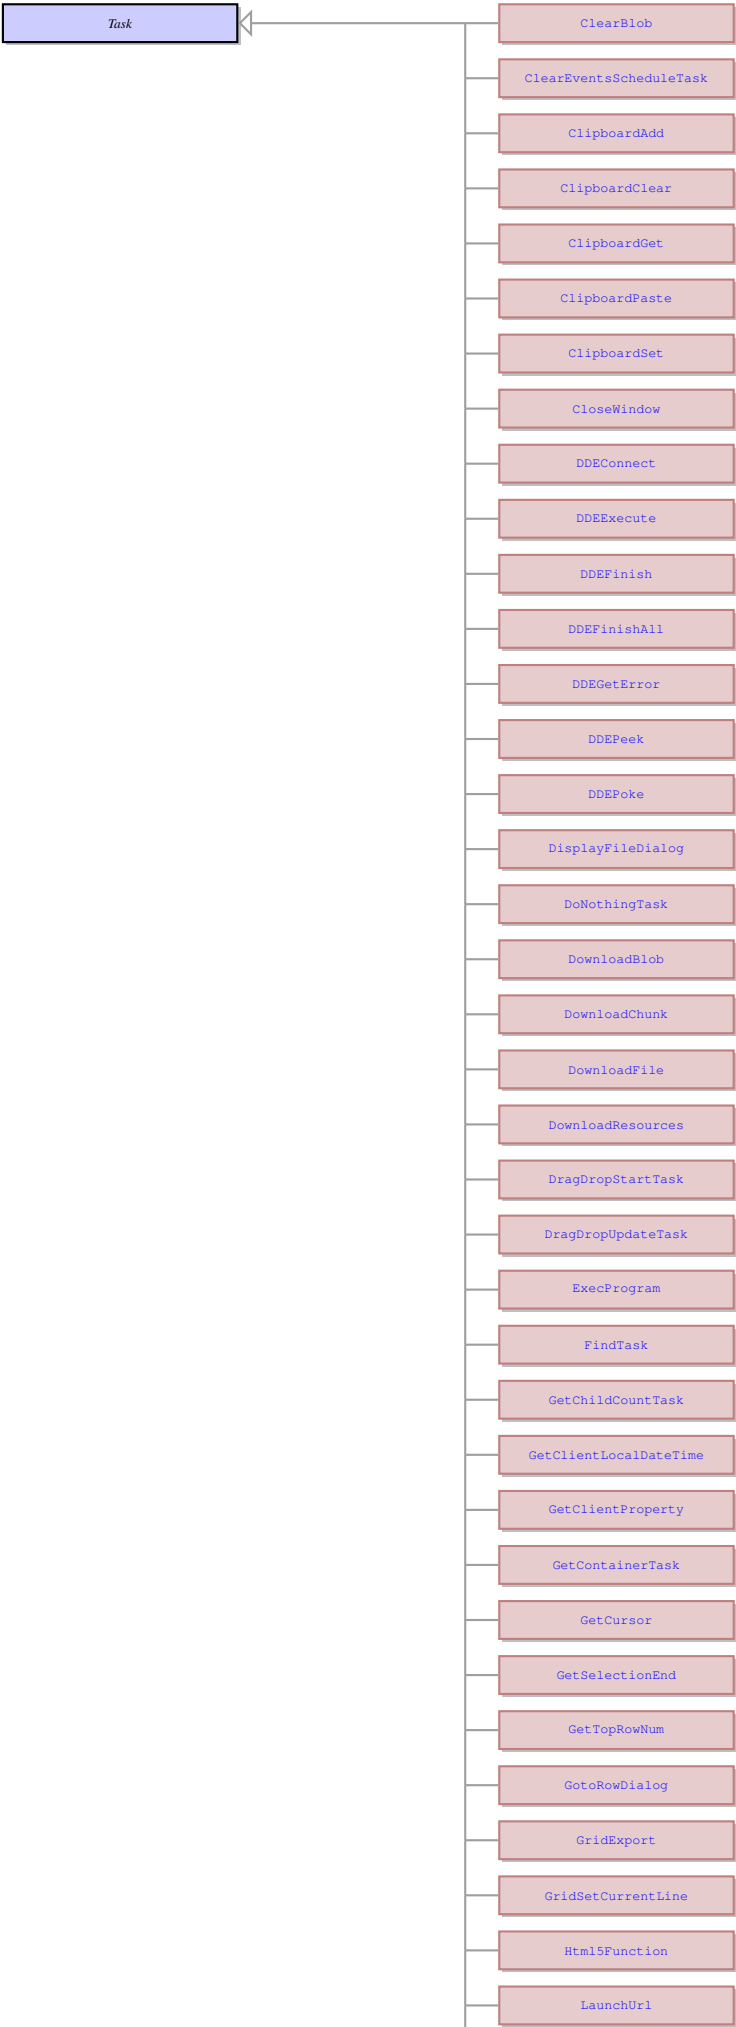 Task
ClearBlob
ClearEventsScheduleTask
ClipboardAdd
ClipboardClear
ClipboardGet
ClipboardPaste
ClipboardSet
CloseWindow
DDEConnect
DDEExecute
DDEFinish
DDEFinishAll
DDEGetError
DDEPeek
DDEPoke
DisplayFileDialog
DoNothingTask
DownloadBlob
DownloadChunk
DownloadFile
DownloadResources
DragDropStartTask
DragDropUpdateTask
ExecProgram
FindTask
GetChildCountTask
GetClientLocalDateTime
GetClientProperty
GetContainerTask
GetCursor
GetSelectionEnd
GetTopRowNum
GotoRowDialog
GridExport
GridSetCurrentLine
Html5Function
LaunchUrl